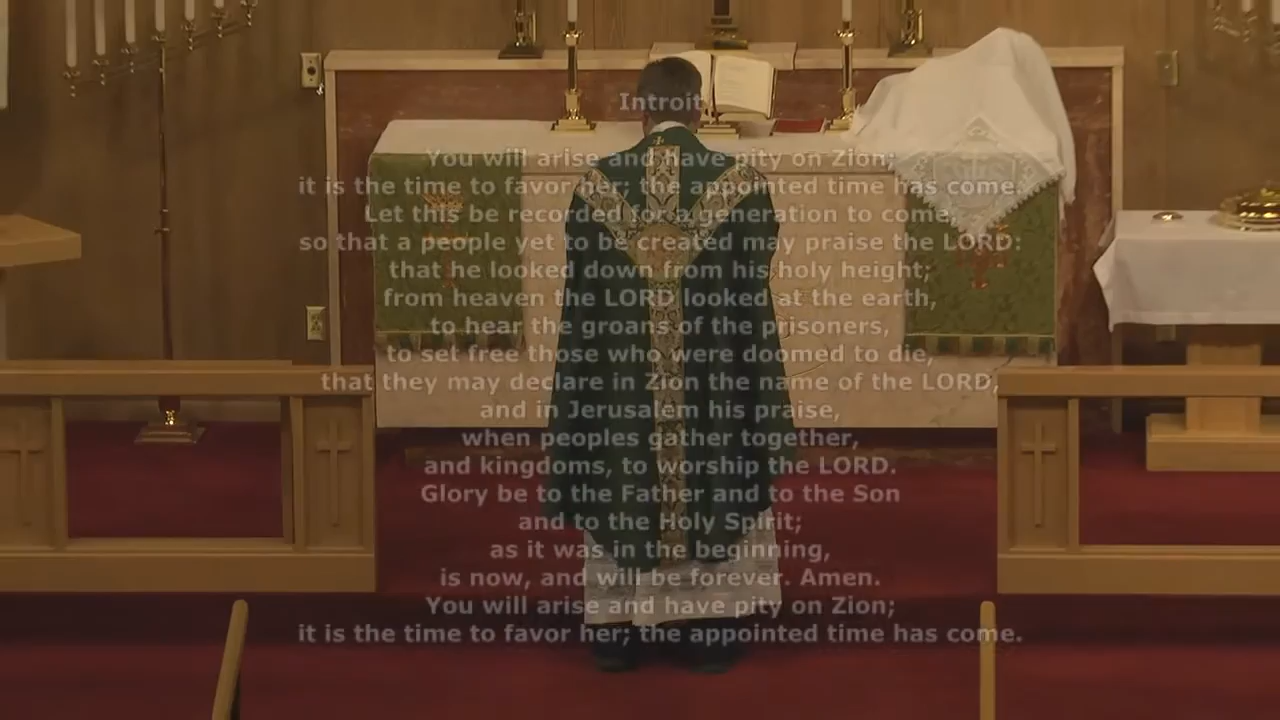 Introit
You will arise and have pity on Zion;
it is the time to favor her; the appointed time has come.
Let this be recorded for a generation to come,
so that a people yet to be created may praise the LORD:
that he looked down from his holy height;
from heaven the LORD looked at the earth,
to hear the groans of the prisoners,
to set free those who were doomed to die,
that they may declare in Zion the name of the LORD,
and in Jerusalem his praise,
when peoples gather together,
and kingdoms, to worship the LORD.
Glory be to the Father and to the Son
and to the Holy Spirit;
as it was in the beginning,
is now, and will be forever. Amen.
You will arise and have pity on Zion;
it is the time to favor her; the appointed time has come.